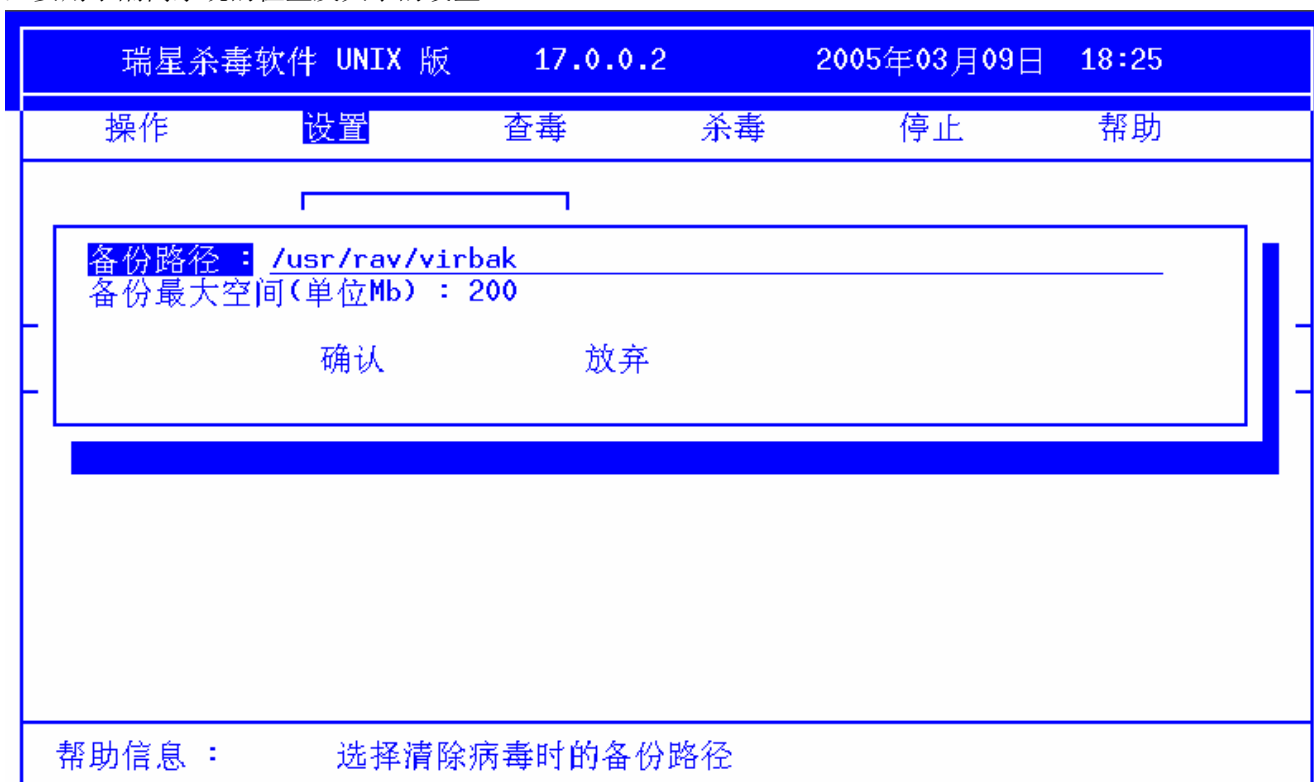 瑞星杀毒软件 UNIX 版 17.0.0.2 2005年03月09日 18:25
操作 设置 查毒 杀毒 停止 帮助
备份路径 : /usr/rav/virbak
备份最大空间(单位Mb) : 200
确认 放弃
帮助信息 : 选择清除病毒时的备份路径